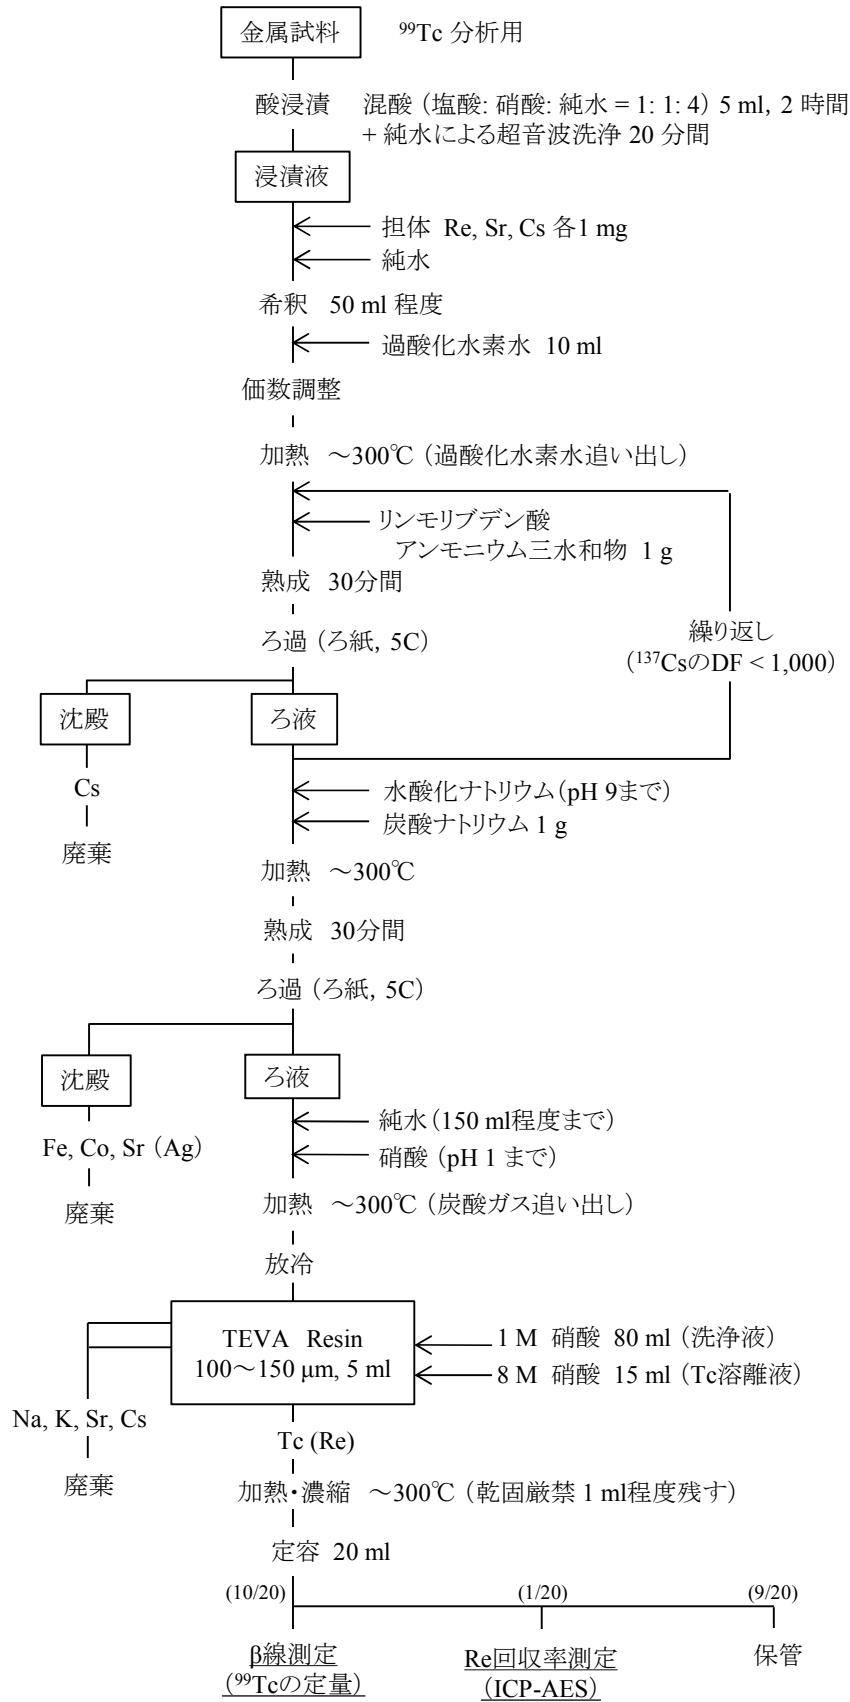 金属試料 ⁹⁹Tc 分析用
酸浸漬 混酸 (塩酸: 硝酸: 純水 = 1: 1: 4) 5 ml, 2 時間
+ 純水による超音波洗浄 20 分間
浸漬液
担体 Re, Sr, Cs 各1 mg
純水
希釈 50 ml 程度
過酸化水素水 10 ml
価数調整
加熱 ～300℃ (過酸化水素水追い出し)
リンモリブデン酸
アンモニウム三水和物 1 g
熟成 30分間
ろ過 (ろ紙, 5C)
繰り返し
(¹³⁷CsのDF < 1,000)
沈殿 ろ液
Cs
廃棄
水酸化ナトリウム(pH 9まで)
炭酸ナトリウム 1 g
加熱 ～300℃
熟成 30分間
ろ過 (ろ紙, 5C)
沈殿 ろ液
Fe, Co, Sr (Ag)
廃棄
純水(150 ml程度まで)
硝酸 (pH 1 まで)
加熱 ～300℃ (炭酸ガス追い出し)
放冷
TEVA Resin
100～150 μm, 5 ml
1 M 硝酸 80 ml (洗浄液)
8 M 硝酸 15 ml (Tc溶離液)
Na, K, Sr, Cs
廃棄
Tc (Re)
加熱・濃縮 ～300℃ (乾固厳禁 1 ml程度残す)
定容 20 ml
(10/20) (1/20) (9/20)
β線測定 Re回収率測定 保管
(⁹⁹Tcの定量) (ICP-AES)